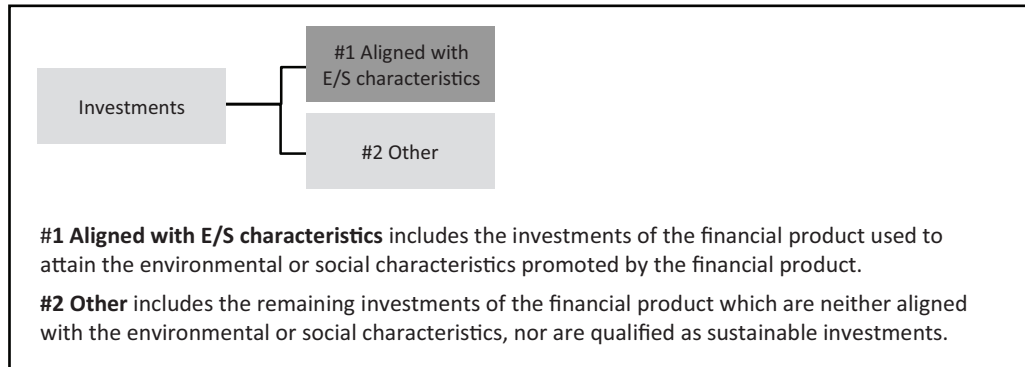 #1 Aligned with
E/S characteristics
Investments
#2 Other
#1 Aligned with E/S characteristics includes the investments of the financial product used to
attain the environmental or social characteristics promoted by the financial product.
#2 Other includes the remaining investments of the financial product which are neither aligned
with the environmental or social characteristics, nor are qualified as sustainable investments.